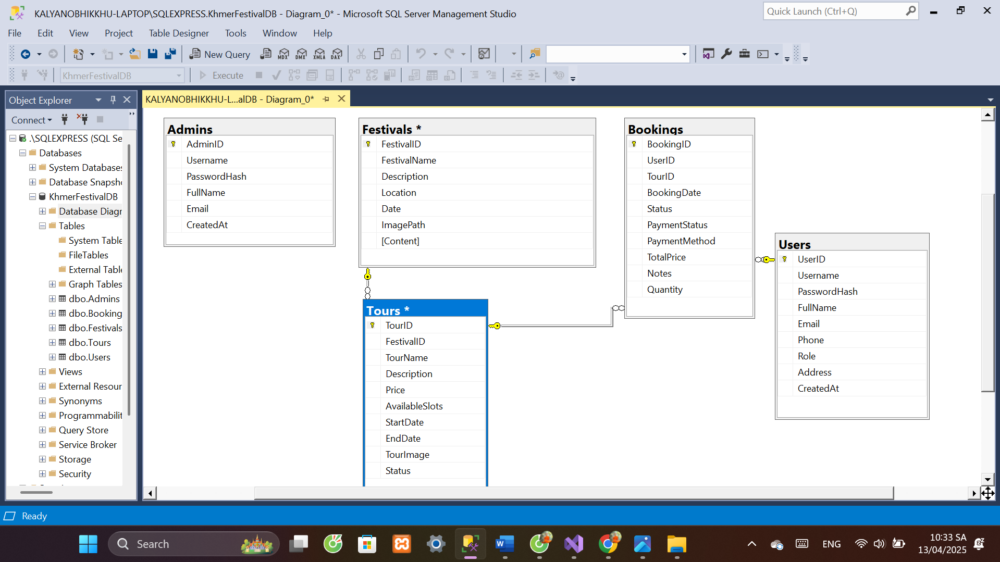 KALYANOBHIKKHU-LAPTOP\SQLEXPRESS.KhmerFestivalDB - Diagram_0* - Microsoft SQL Server Management Studio
Quick Launch (Ctrl+Q)
File Edit View Project Table Designer Tools Window Help
New Query MDX DMX XMLA DAX
KhmerFestivalDB Execute
Object Explorer
Connect
.\SQLEXPRESS (SQL Se
Databases
System Databases
Database Snapsh
KhmerFestivalDB
Database Diagr
Tables
System Table
FileTables
External Table
Graph Tables
dbo.Admins
dbo.Booking
dbo.Festivals
dbo.Tours
dbo.Users
Views
External Resour
Synonyms
Programmabilit
Query Store
Service Broker
Storage
Security
KALYANOBHIKKHU-L...alDB - Diagram_0*
Admins
AdminID
Username
PasswordHash
FullName
Email
CreatedAt
Festivals *
FestivalID
FestivalName
Description
Location
Date
ImagePath
[Content]
Bookings
BookingID
UserID
TourID
BookingDate
Status
PaymentStatus
PaymentMethod
TotalPrice
Notes
Quantity
Users
UserID
Username
PasswordHash
FullName
Email
Phone
Role
Address
CreatedAt
Tours *
TourID
FestivalID
TourName
Description
Price
AvailableSlots
StartDate
EndDate
TourImage
Status
Ready
Search
ENG
10:33 SA
13/04/2025